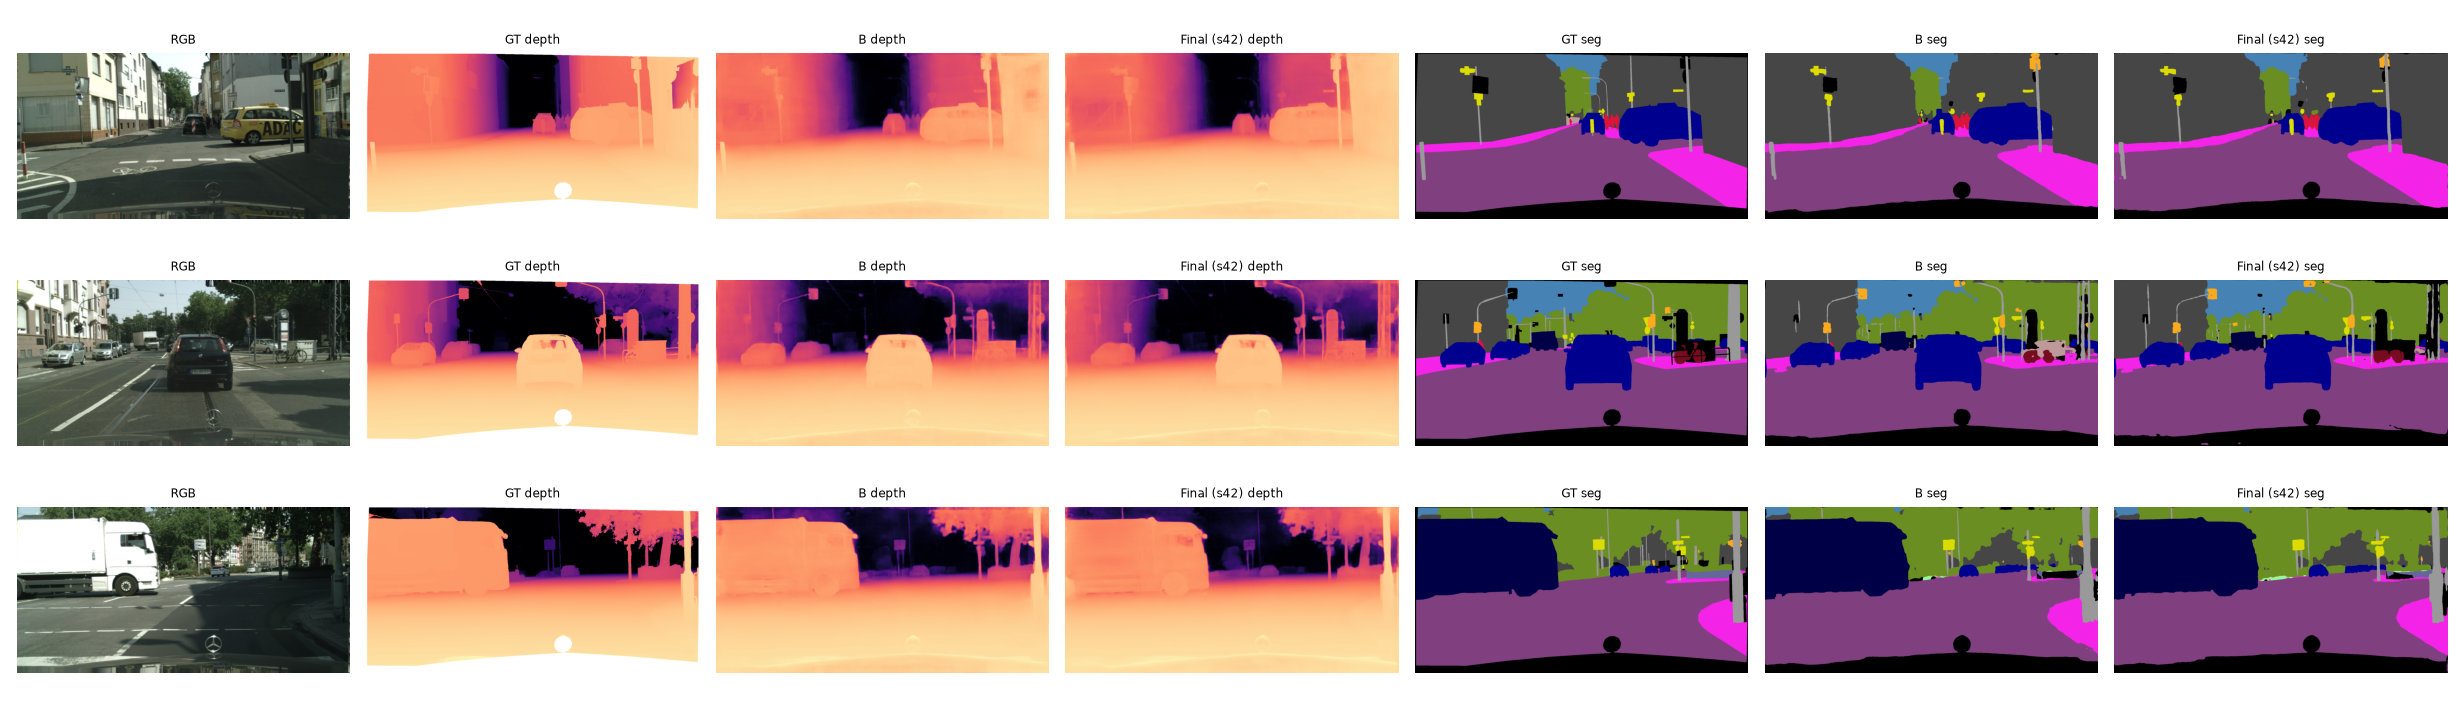 RGB GT depth B depth Final (s42) depth GT seg B seg Final (s42) seg
ADAC
RGB GT depth B depth Final (s42) depth GT seg B seg Final (s42) seg
RGB GT depth B depth Final (s42) depth GT seg B seg Final (s42) seg